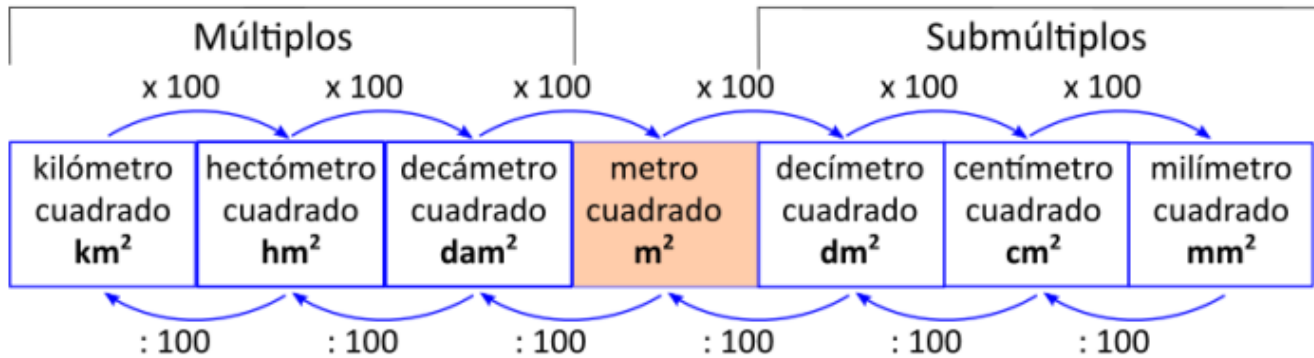 Múltiplos Submúltiplos
x 100 x 100 x 100 x 100 x 100 x 100
kilómetro hectómetro decámetro metro decímetro centímetro milímetro
cuadrado cuadrado cuadrado cuadrado cuadrado cuadrado cuadrado
km² hm² dam² m² dm² cm² mm²
: 100 : 100 : 100 : 100 : 100 : 100